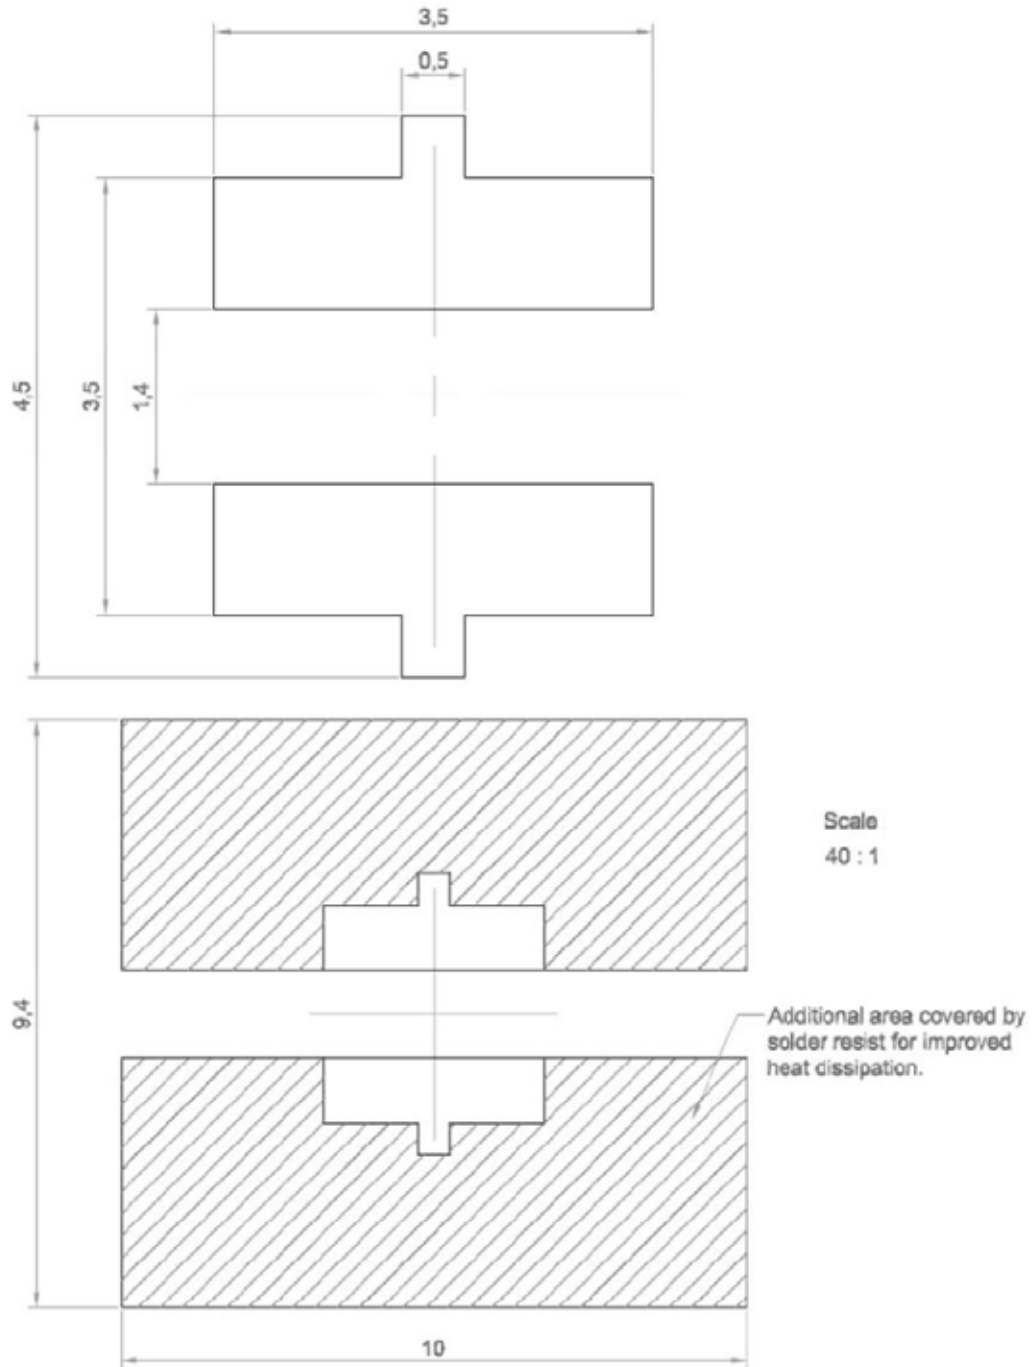 3,5
0,5
4,5
3,5
1,4
Scale
40 : 1
9,4
Additional area covered by
solder resist for improved
heat dissipation.
10